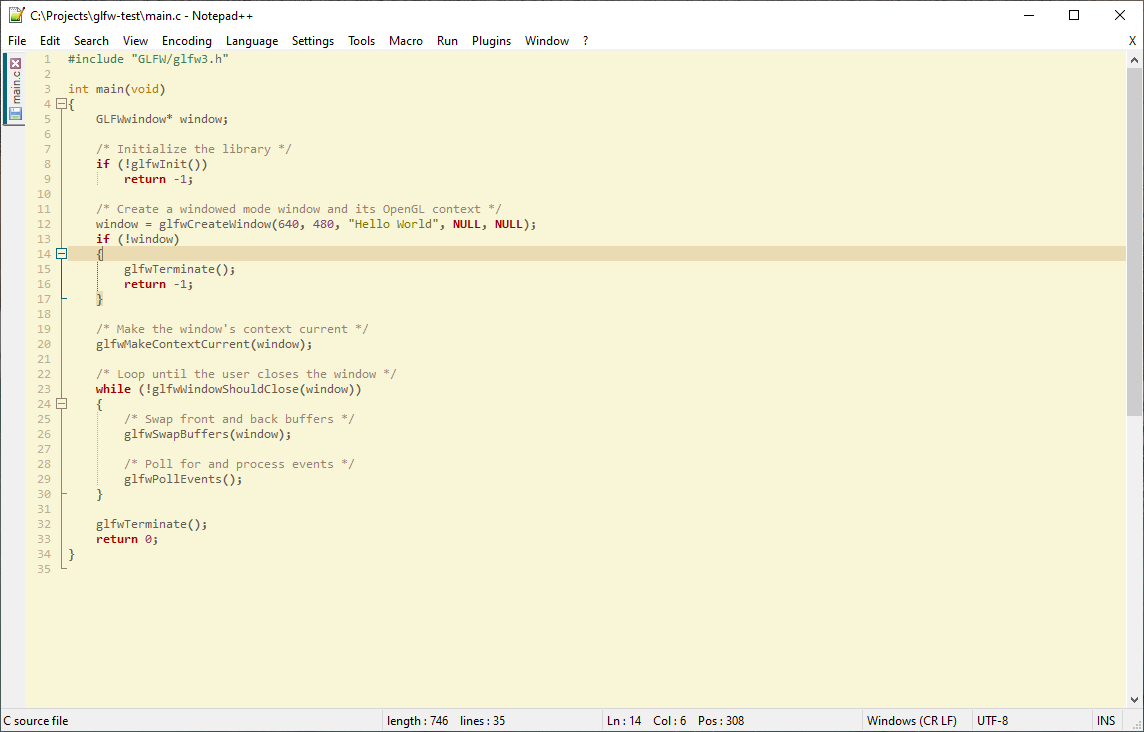 C:\Projects\glfw-test\main.c - Notepad++
File Edit Search View Encoding Language Settings Tools Macro Run Plugins Window ? X
main.c
1 #include "GLFW/glfw3.h"
2
3 int main(void)
4 {
5     GLFWwindow* window;
6
7     /* Initialize the library */
8     if (!glfwInit())
9         return -1;
10
11     /* Create a windowed mode window and its OpenGL context */
12     window = glfwCreateWindow(640, 480, "Hello World", NULL, NULL);
13     if (!window)
14     {
15         glfwTerminate();
16         return -1;
17     }
18
19     /* Make the window's context current */
20     glfwMakeContextCurrent(window);
21
22     /* Loop until the user closes the window */
23     while (!glfwWindowShouldClose(window))
24     {
25         /* Swap front and back buffers */
26         glfwSwapBuffers(window);
27
28         /* Poll for and process events */
29         glfwPollEvents();
30     }
31
32     glfwTerminate();
33     return 0;
34 }
35
C source file length : 746 lines : 35 Ln : 14 Col : 6 Pos : 308 Windows (CR LF) UTF-8 INS